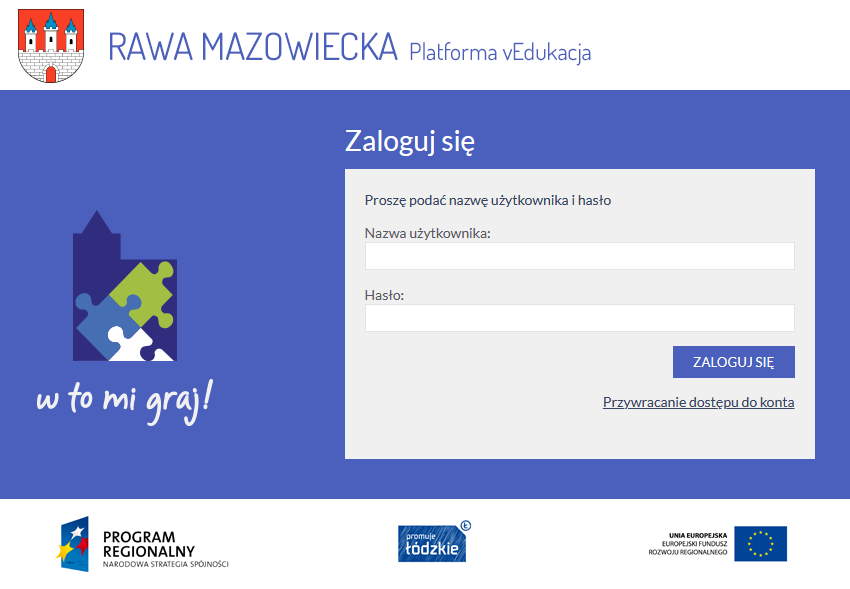 RAWA MAZOWIECKA Platforma vEdukacja
Zaloguj się
Proszę podać nazwę użytkownika i hasło
Nazwa użytkownika:
Hasło:
ZALOGUJ SIĘ
Przywracanie dostępu do konta
w to mi graj!
PROGRAM
REGIONALNY
NARODOWA STRATEGIA SPÓJNOŚCI
promuje
łódzkie
Ł
UNIA EUROPEJSKA
EUROPEJSKI FUNDUSZ
ROZWOJU REGIONALNEGO